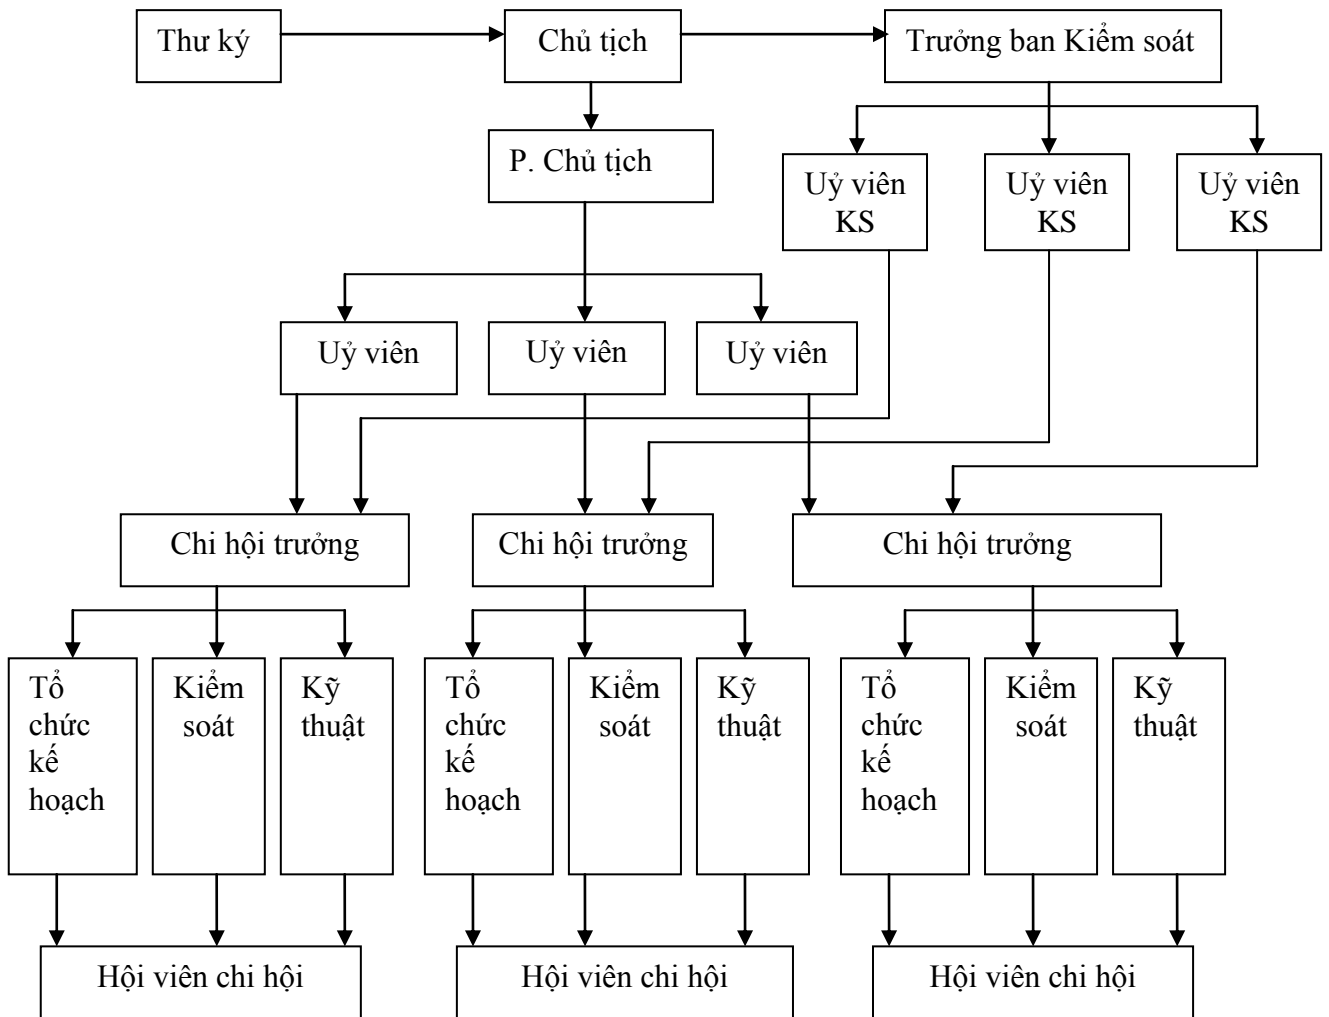 Thư ký
Chủ tịch
Trưởng ban Kiểm soát
P. Chủ tịch
Uỷ viên
KS
Uỷ viên
KS
Uỷ viên
KS
Uỷ viên
Uỷ viên
Uỷ viên
Chi hội trưởng
Chi hội trưởng
Chi hội trưởng
Tổ
chức
kế
hoạch
Kiểm
soát
Kỹ
thuật
Tổ
chức
kế
hoạch
Kiểm
soát
Kỹ
thuật
Tổ
chức
kế
hoạch
Kiểm
soát
Kỹ
thuật
Hội viên chi hội
Hội viên chi hội
Hội viên chi hội